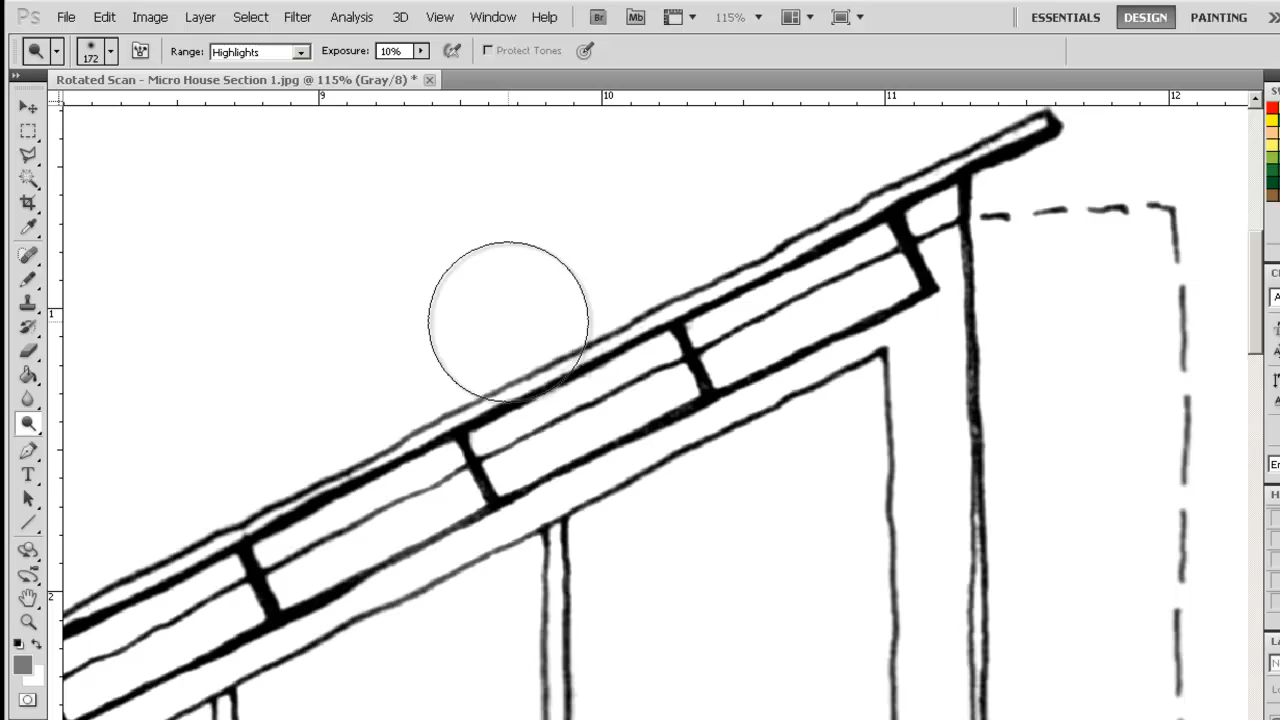 Ps File Edit Image Layer Select Filter Analysis 3D View Window Help Br Mb 115% ESSENTIALS DESIGN PAINTING
172 Range: Highlights Exposure: 10% Protect Tones
Rotated Scan - Micro House Section 1.jpg @ 115% (Gray/8) *
9 10 11 12
1
2
T